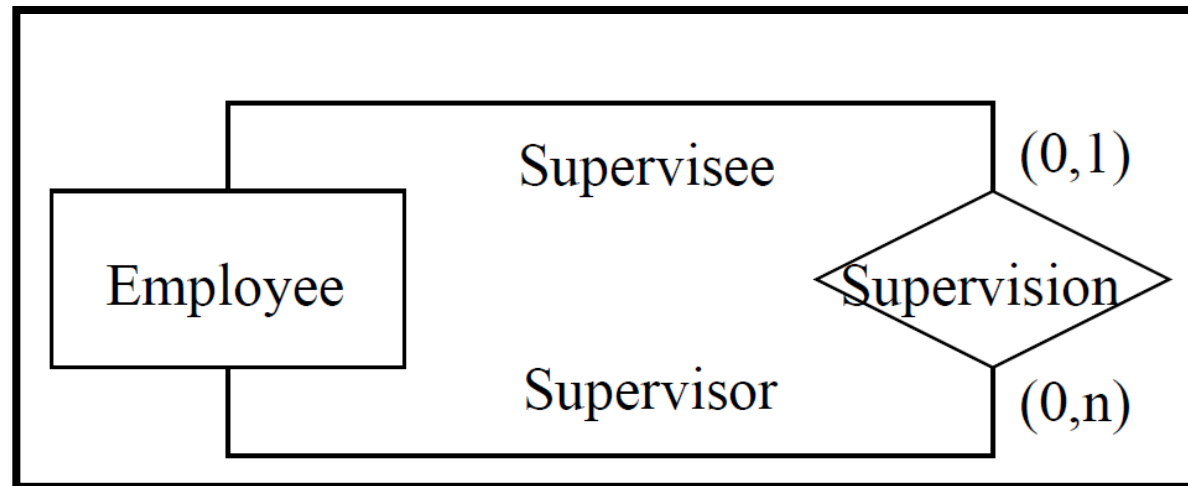 Supervisee
(0,1)
Employee
Supervision
Supervisor
(0,n)